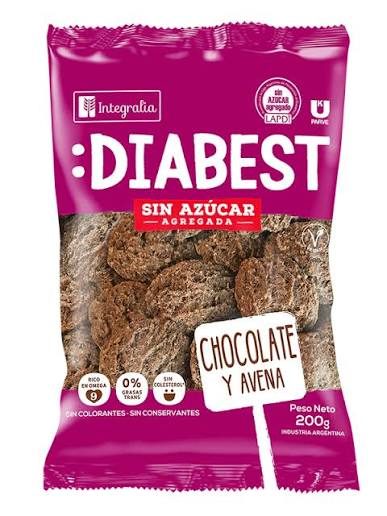 Integralia
sin
AZÚCAR
agregado
LAPDI
K
PARVE
:DIABEST
SIN AZÚCAR
AGREGADA
CHOCOLATE
Y AVENA
RICO
EN OMEGA
9
0%
GRASAS
TRANS
SIN
COLESTEROL*
SIN COLORANTES - SIN CONSERVANTES
Peso Neto
200g
INDUSTRIA ARGENTINA